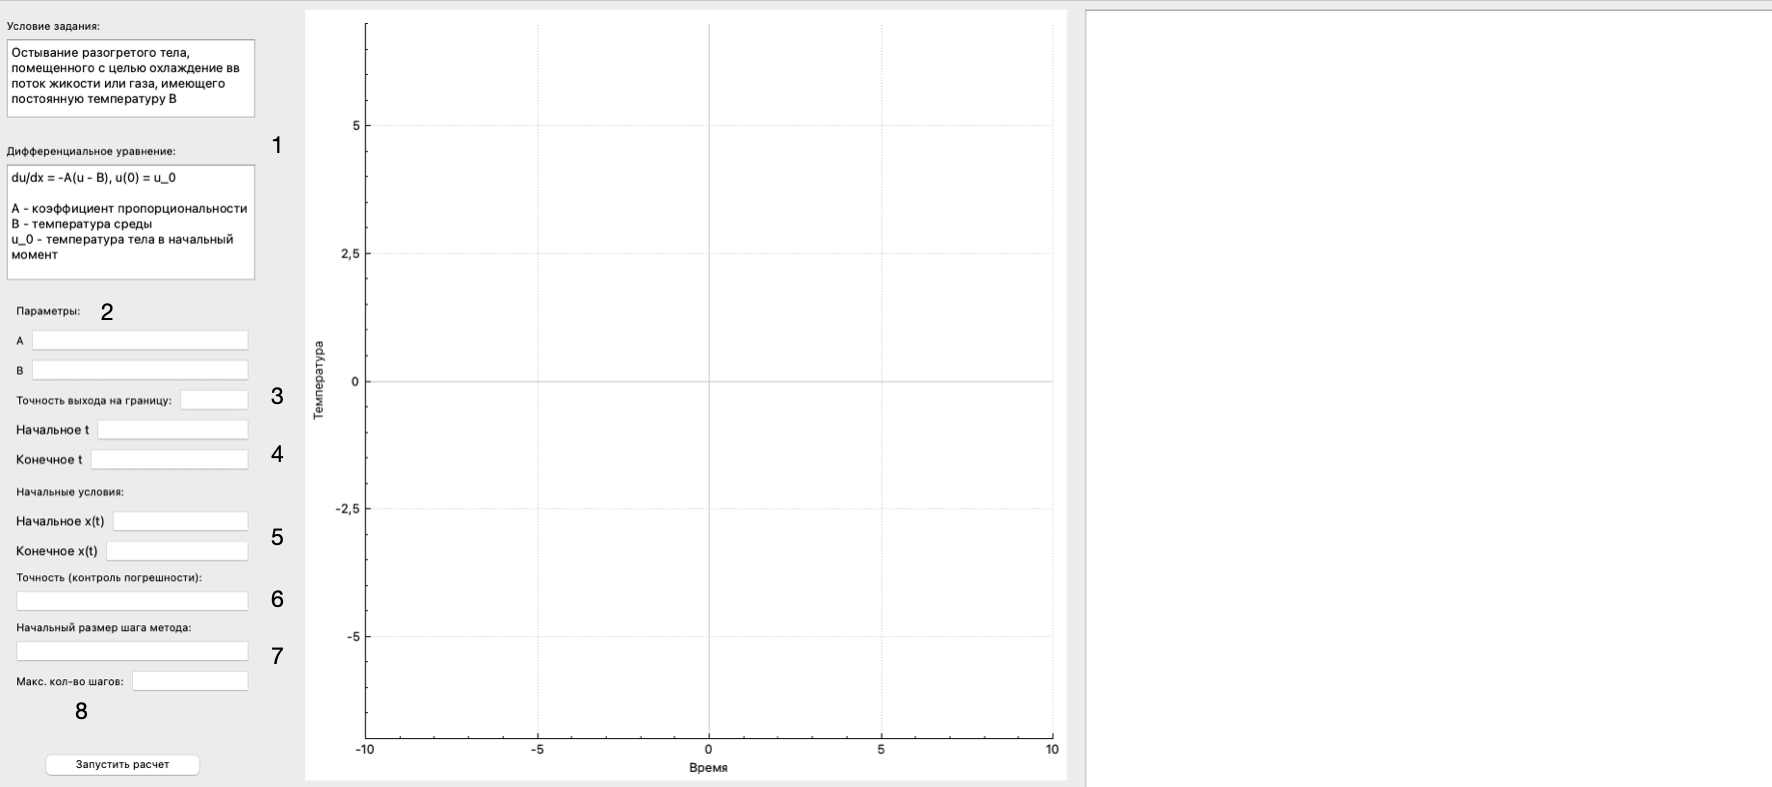 Условие задания:
Остывание разогретого тела,
помещенного с целью охлаждение вв
поток жикости или газа, имеющего
постоянную температуру В
1
Дифференциальное уравнение:
du/dx = -A(u - B), u(0) = u_0
А - коэффициент пропорциональности
В - температура среды
u_0 - температура тела в начальный
момент
Параметры:
2
A
B
Точность выхода на границу:
3
Начальное t
Конечное t
4
Начальные условия:
Начальное x(t)
Конечное x(t)
5
Точность (контроль погрешности):
6
Начальный размер шага метода:
7
Макс. кол-во шагов:
8
Запустить расчет
Температура
5
2,5
0
-2,5
-5
-10
-5
0
5
10
Время